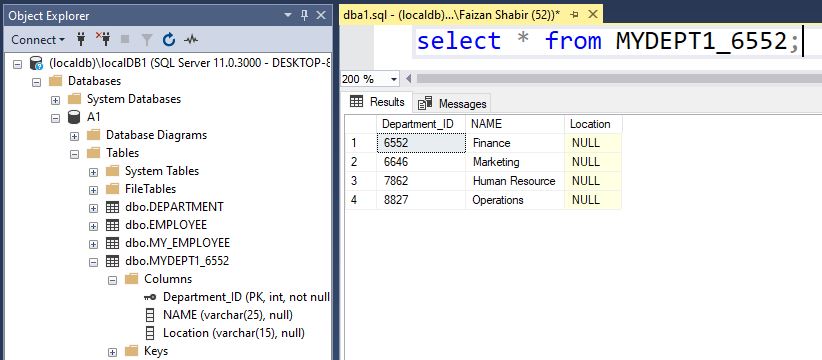 Object Explorer
Connect
(localdb)\localDB1 (SQL Server 11.0.3000 - DESKTOP-8
Databases
System Databases
A1
Database Diagrams
Tables
System Tables
FileTables
dbo.DEPARTMENT
dbo.EMPLOYEE
dbo.MY_EMPLOYEE
dbo.MYDEPT1_6552
Columns
Department_ID (PK, int, not null
NAME (varchar(25), null)
Location (varchar(15), null)
Keys
dba1.sql - (localdb)...\Faizan Shabir (52))*
select * from MYDEPT1_6552;
200 %
Results Messages
Department_ID NAME Location
1 6552 Finance NULL
2 6646 Marketing NULL
3 7862 Human Resource NULL
4 8827 Operations NULL